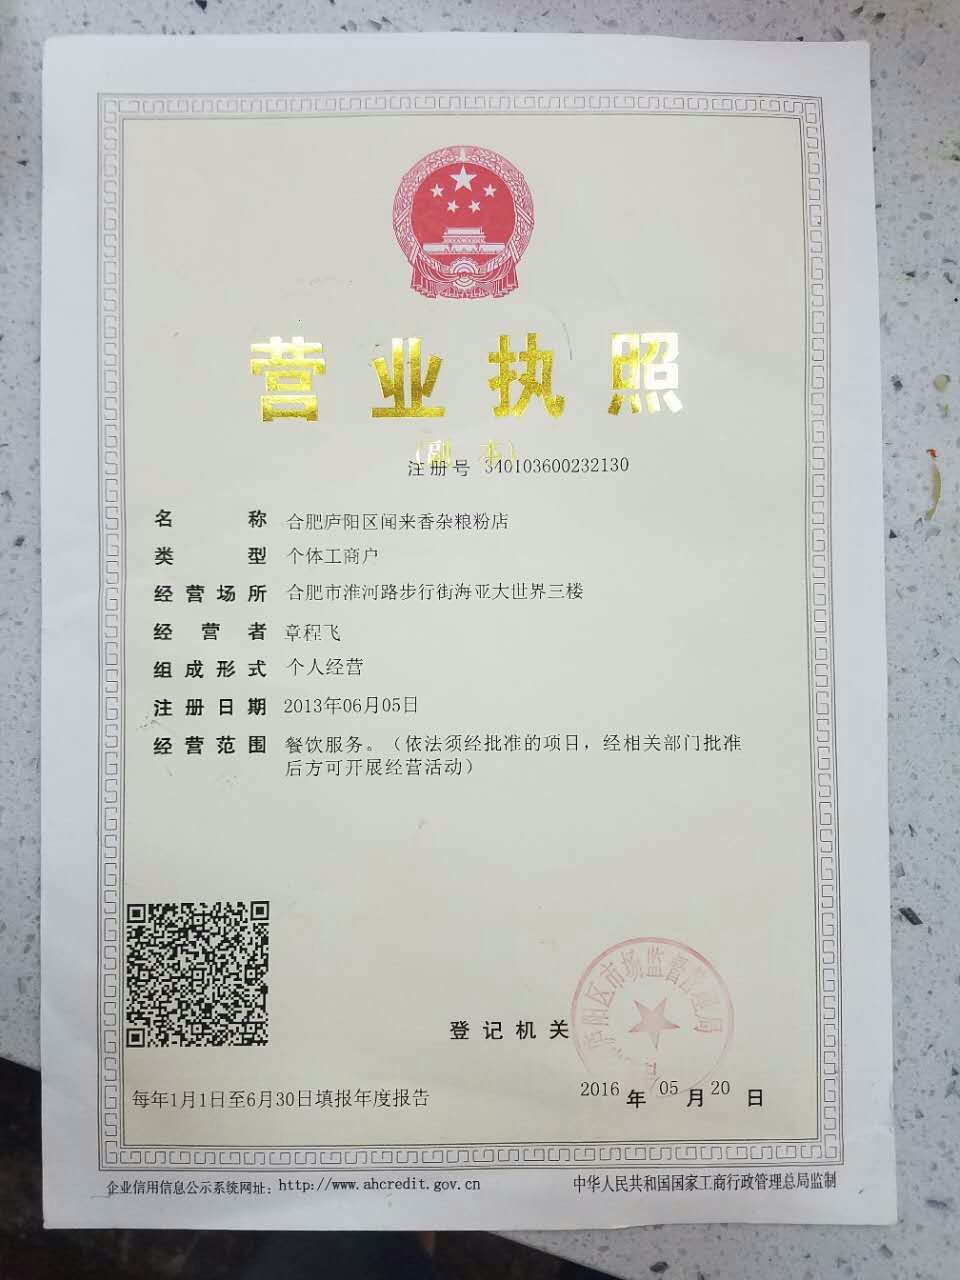 营业执照
(副本)
注册号 340103600232130
名称 合肥庐阳区闻来香杂粮粉店
类型 个体工商户
经营场所 合肥市淮河路步行街海亚大世界三楼
经营者 章程飞
组成形式 个人经营
注册日期 2013年06月05日
经营范围 餐饮服务。（依法须经批准的项目，经相关部门批准
后方可开展经营活动）
庐阳区市场监督管理局
登记机关
2016年05月20日
每年1月1日至6月30日填报年度报告
企业信用信息公示系统网址：http://www.ahcredit.gov.cn
中华人民共和国国家工商行政管理总局监制